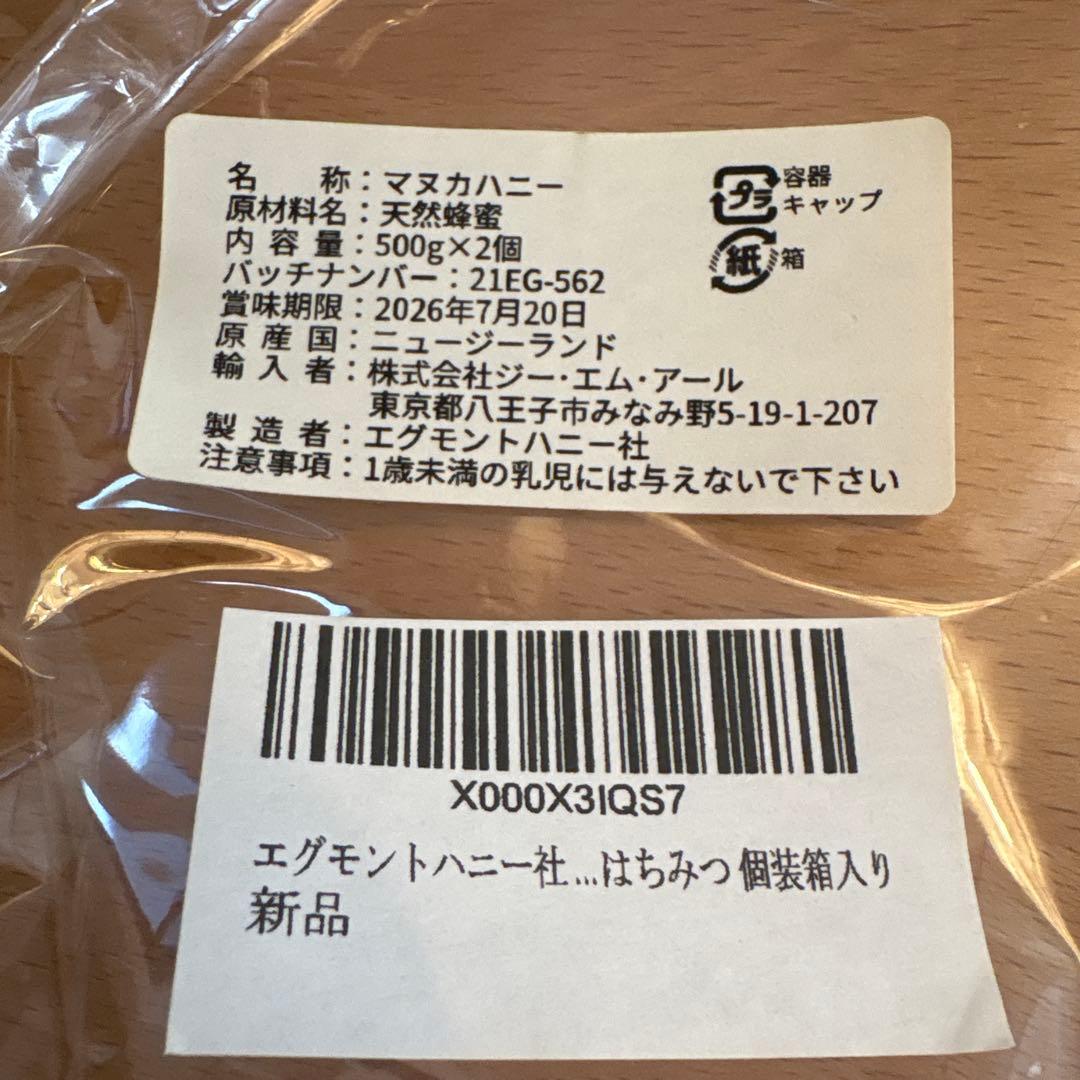 名 称：マヌカハニー
原材料名：天然蜂蜜
内 容 量：500g×2個
バッチナンバー：21EG-562
賞味期限：2026年7月20日
原 産 国：ニュージーランド
輸 入 者：株式会社ジー・エム・アール
東京都八王子市みなみ野5-19-1-207
製 造 者：エグモントハニー社
注意事項：1歳未満の乳児には与えないで下さい
プラ 容器
キャップ
紙 箱
X000X3IQS7
エグモントハニー社...はちみつ 個装箱入り
新品